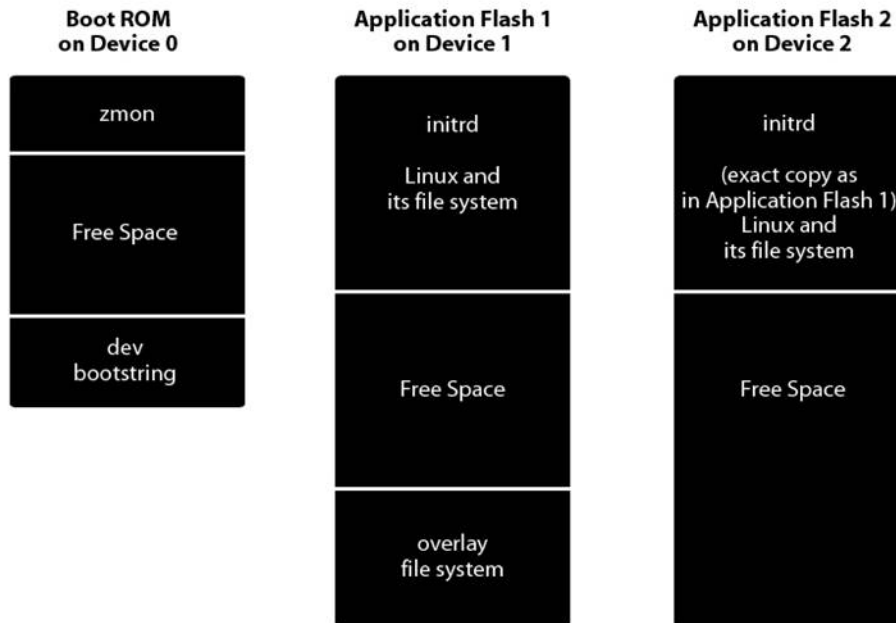 Boot ROM
on Device 0
zmon
Free Space
dev
bootstring
Application Flash 1
on Device 1
initrd
Linux and
its file system
Free Space
overlay
file system
Application Flash 2
on Device 2
initrd
(exact copy as
in Application Flash 1)
Linux and
its file system
Free Space